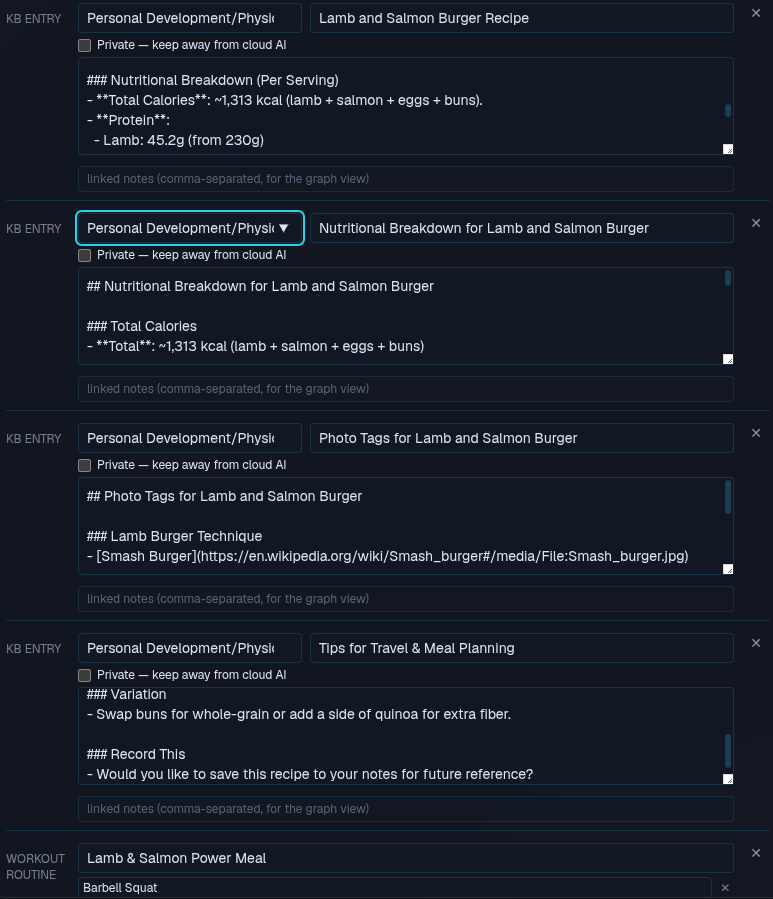 KB ENTRY
Personal Development/Physic
Lamb and Salmon Burger Recipe
Private — keep away from cloud AI
### Nutritional Breakdown (Per Serving)
- **Total Calories**: ~1,313 kcal (lamb + salmon + eggs + buns).
- **Protein**:
- Lamb: 45.2g (from 230g)
linked notes (comma-separated, for the graph view)
KB ENTRY
Personal Development/Physic
Nutritional Breakdown for Lamb and Salmon Burger
Private — keep away from cloud AI
## Nutritional Breakdown for Lamb and Salmon Burger
### Total Calories
- **Total**: ~1,313 kcal (lamb + salmon + eggs + buns)
linked notes (comma-separated, for the graph view)
KB ENTRY
Personal Development/Physic
Photo Tags for Lamb and Salmon Burger
Private — keep away from cloud AI
## Photo Tags for Lamb and Salmon Burger
### Lamb Burger Technique
- [Smash Burger](https://en.wikipedia.org/wiki/Smash_burger#/media/File:Smash_burger.jpg)
linked notes (comma-separated, for the graph view)
KB ENTRY
Personal Development/Physic
Tips for Travel & Meal Planning
Private — keep away from cloud AI
### Variation
- Swap buns for whole-grain or add a side of quinoa for extra fiber.
### Record This
- Would you like to save this recipe to your notes for future reference?
linked notes (comma-separated, for the graph view)
WORKOUT ROUTINE
Lamb & Salmon Power Meal
Barbell Squat